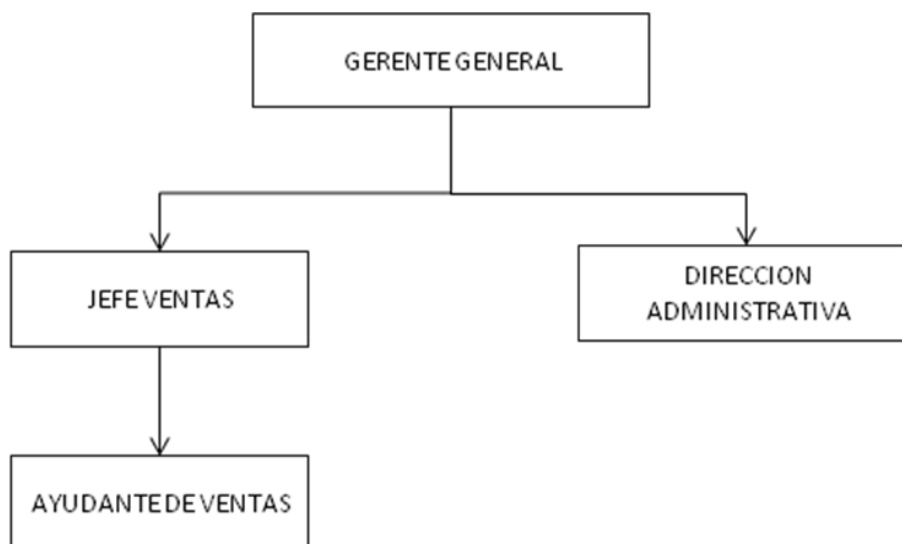 GERENTE GENERAL
JEFE VENTAS
DIRECCION
ADMINISTRATIVA
AYUDANTE DE VENTAS